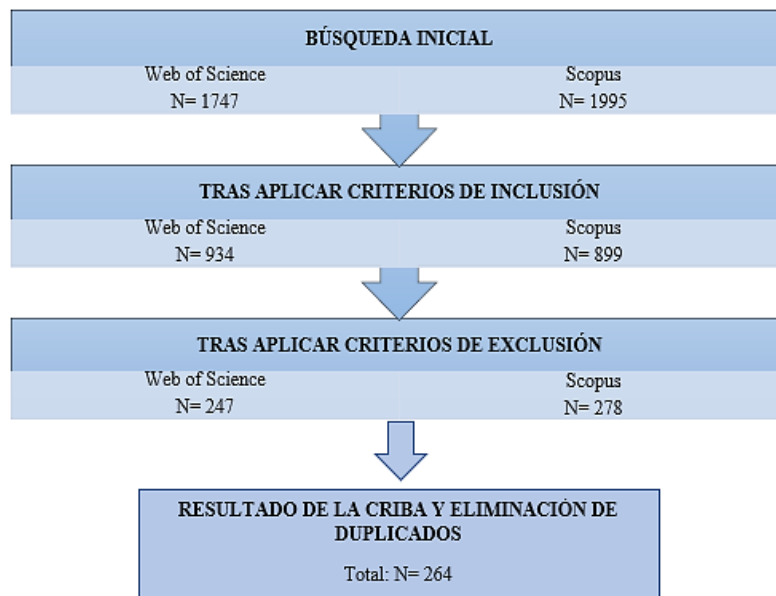 BÚSQUEDA INICIAL
Web of Science
N= 1747
Scopus
N= 1995
TRAS APLICAR CRITERIOS DE INCLUSIÓN
Web of Science
N= 934
Scopus
N= 899
TRAS APLICAR CRITERIOS DE EXCLUSIÓN
Web of Science
N= 247
Scopus
N= 278
RESULTADO DE LA CRIBA Y ELIMINACIÓN DE
DUPLICADOS
Total: N= 264